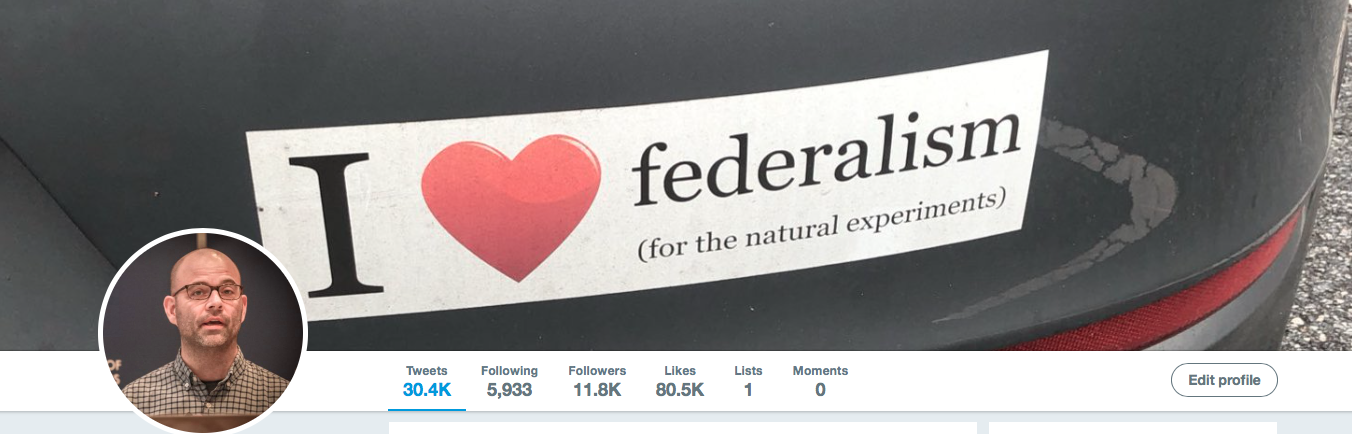 I federalism
(for the natural experiments)
OF
Tweets Following Followers Likes Lists Moments
30.4K 5,933 11.8K 80.5K 1 0
Edit profile